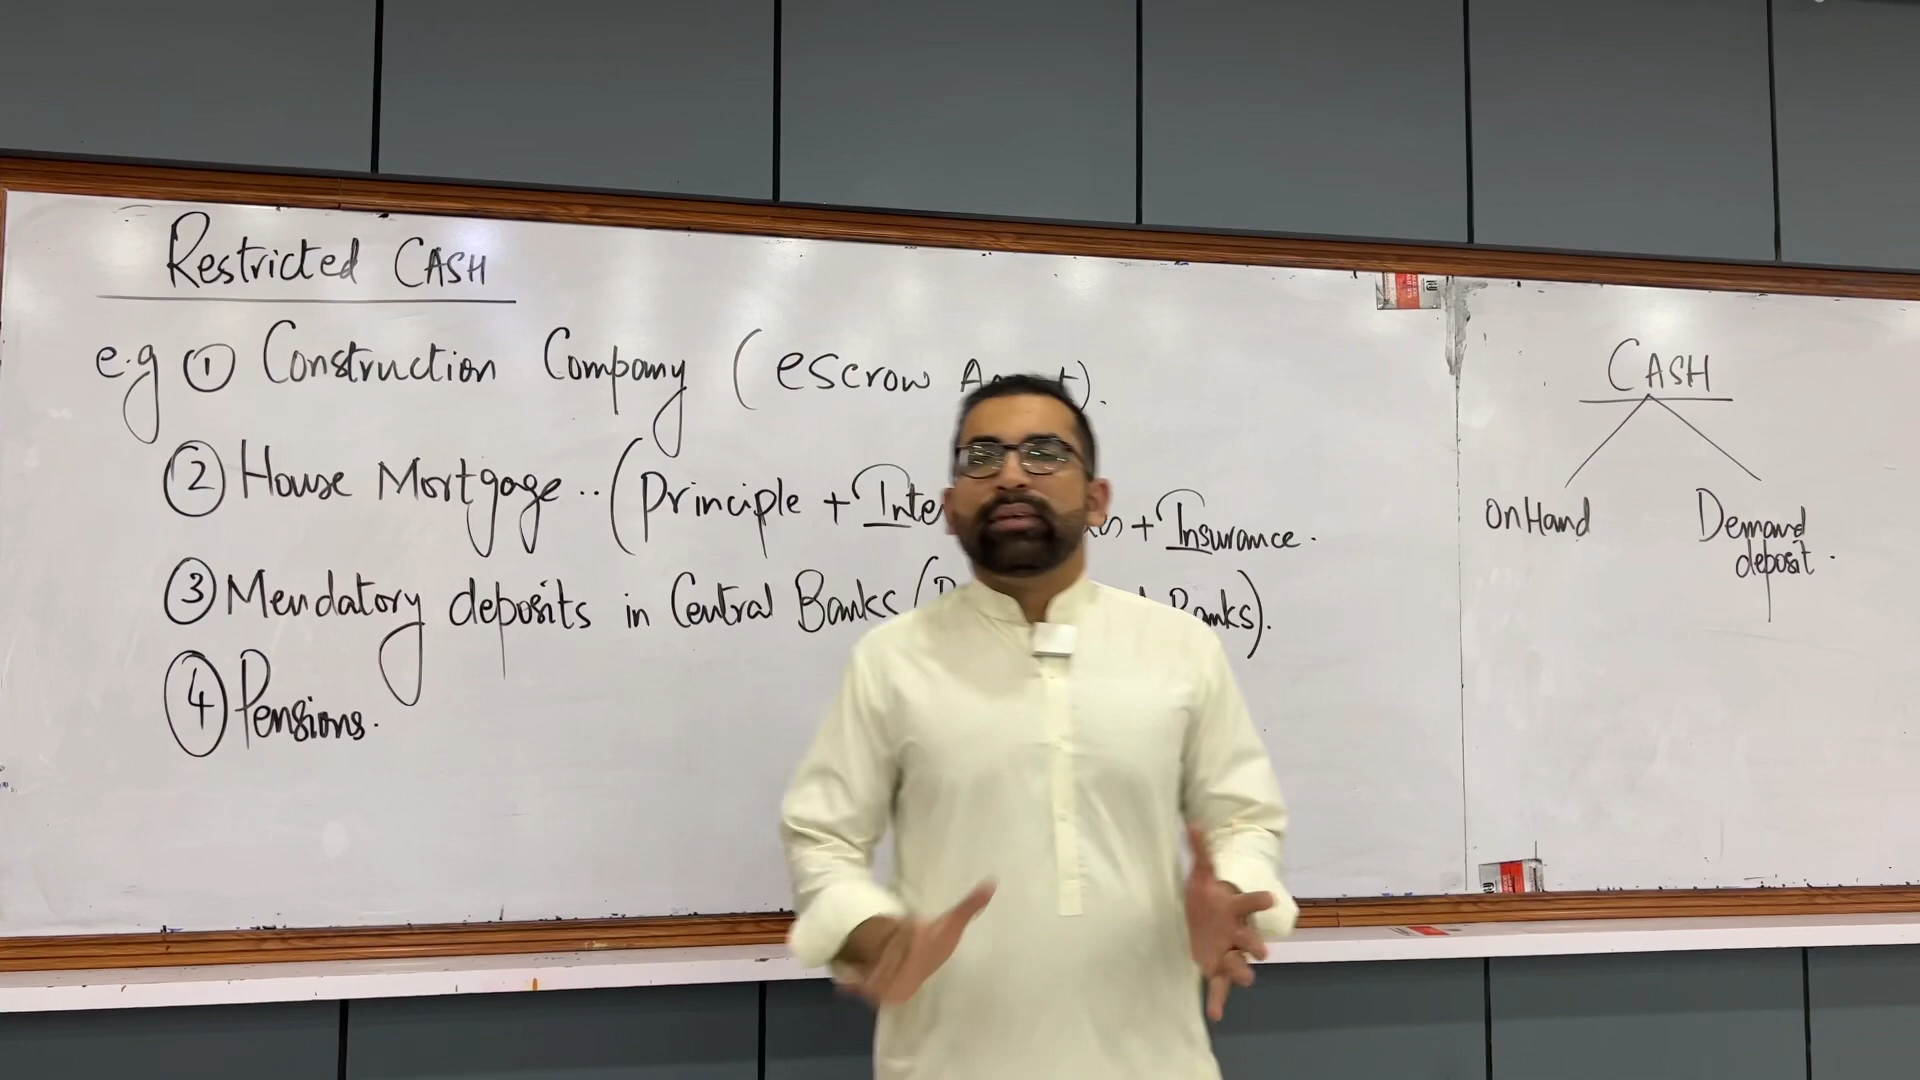 Restricted CASH
e.g ① Construction Company (escrow
② House Mortgage .. (Principle + + Insurance.
③ Mendatory deposits in Central Banks ( Banks).
④ Pensions.
CASH
on Hand
Demand
deposit.